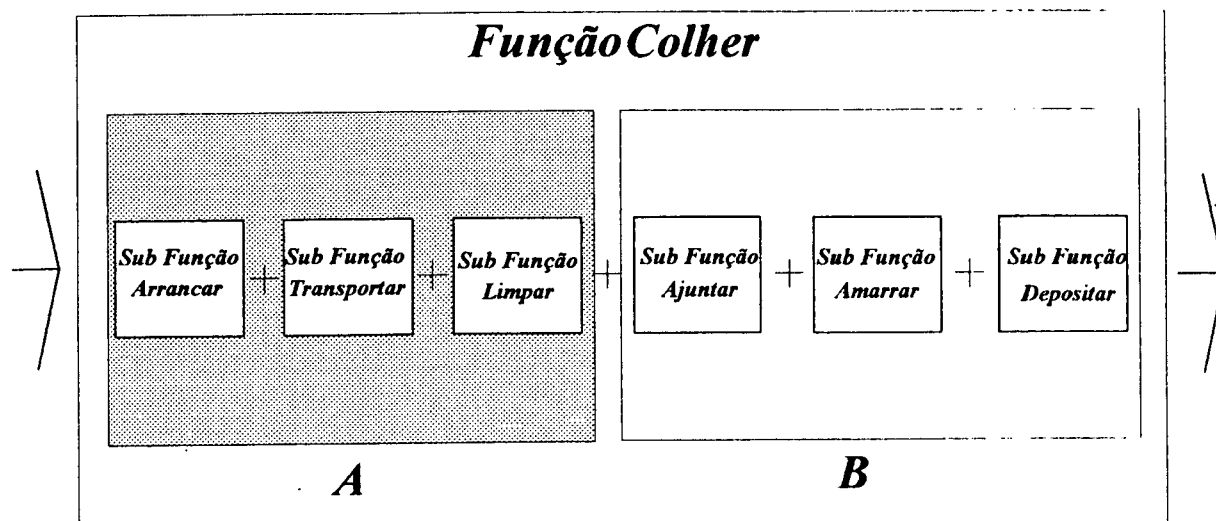 Função Colher
Sub Função
Arrancar
+
Sub Função
Transportar
+
Sub Função
Limpar
+
Sub Função
Ajuntar
+
Sub Função
Amarrar
+
Sub Função
Depositar
A
B